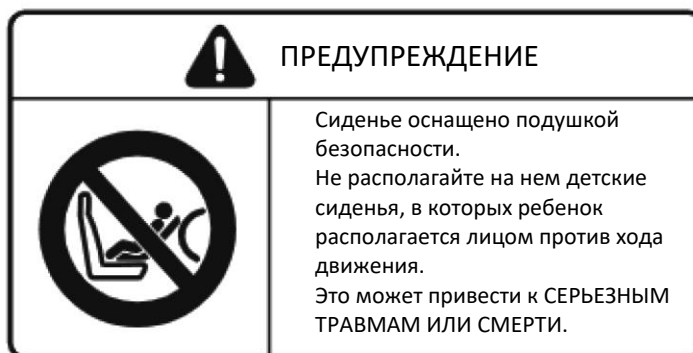 ПРЕДУПРЕЖДЕНИЕ
Сиденье оснащено подушкой
безопасности.
Не располагайте на нем детские
сиденья, в которых ребенок
располагается лицом против хода
движения.
Это может привести к СЕРЬЕЗНЫМ
ТРАВМАМ ИЛИ СМЕРТИ.